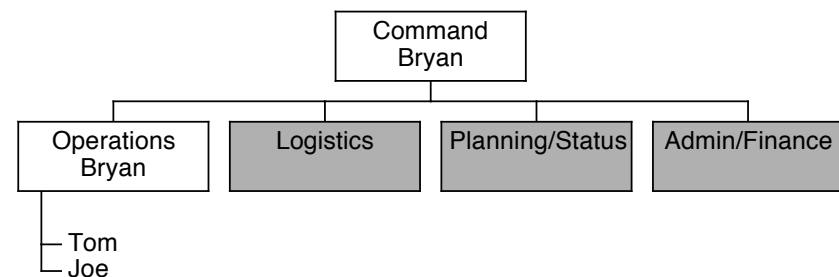 Command
Bryan
Operations
Bryan
Logistics
Planning/Status
Admin/Finance
Tom
Joe